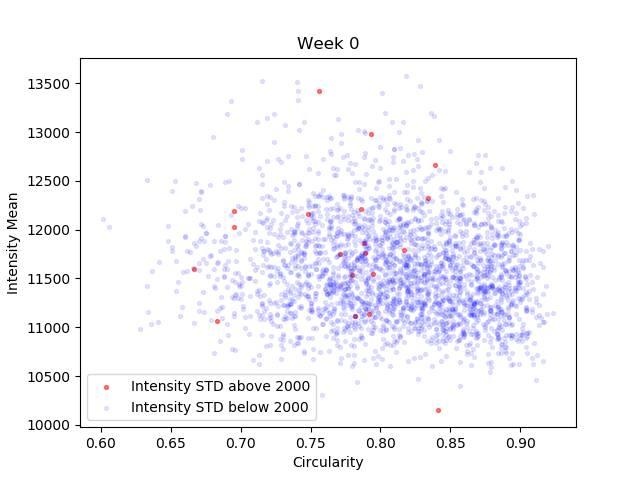 Week 0
13500
13000
12500
12000
11500
11000
10500
10000
Intensity Mean
Intensity STD above 2000
Intensity STD below 2000
0.60 0.65 0.70 0.75 0.80 0.85 0.90
Circularity